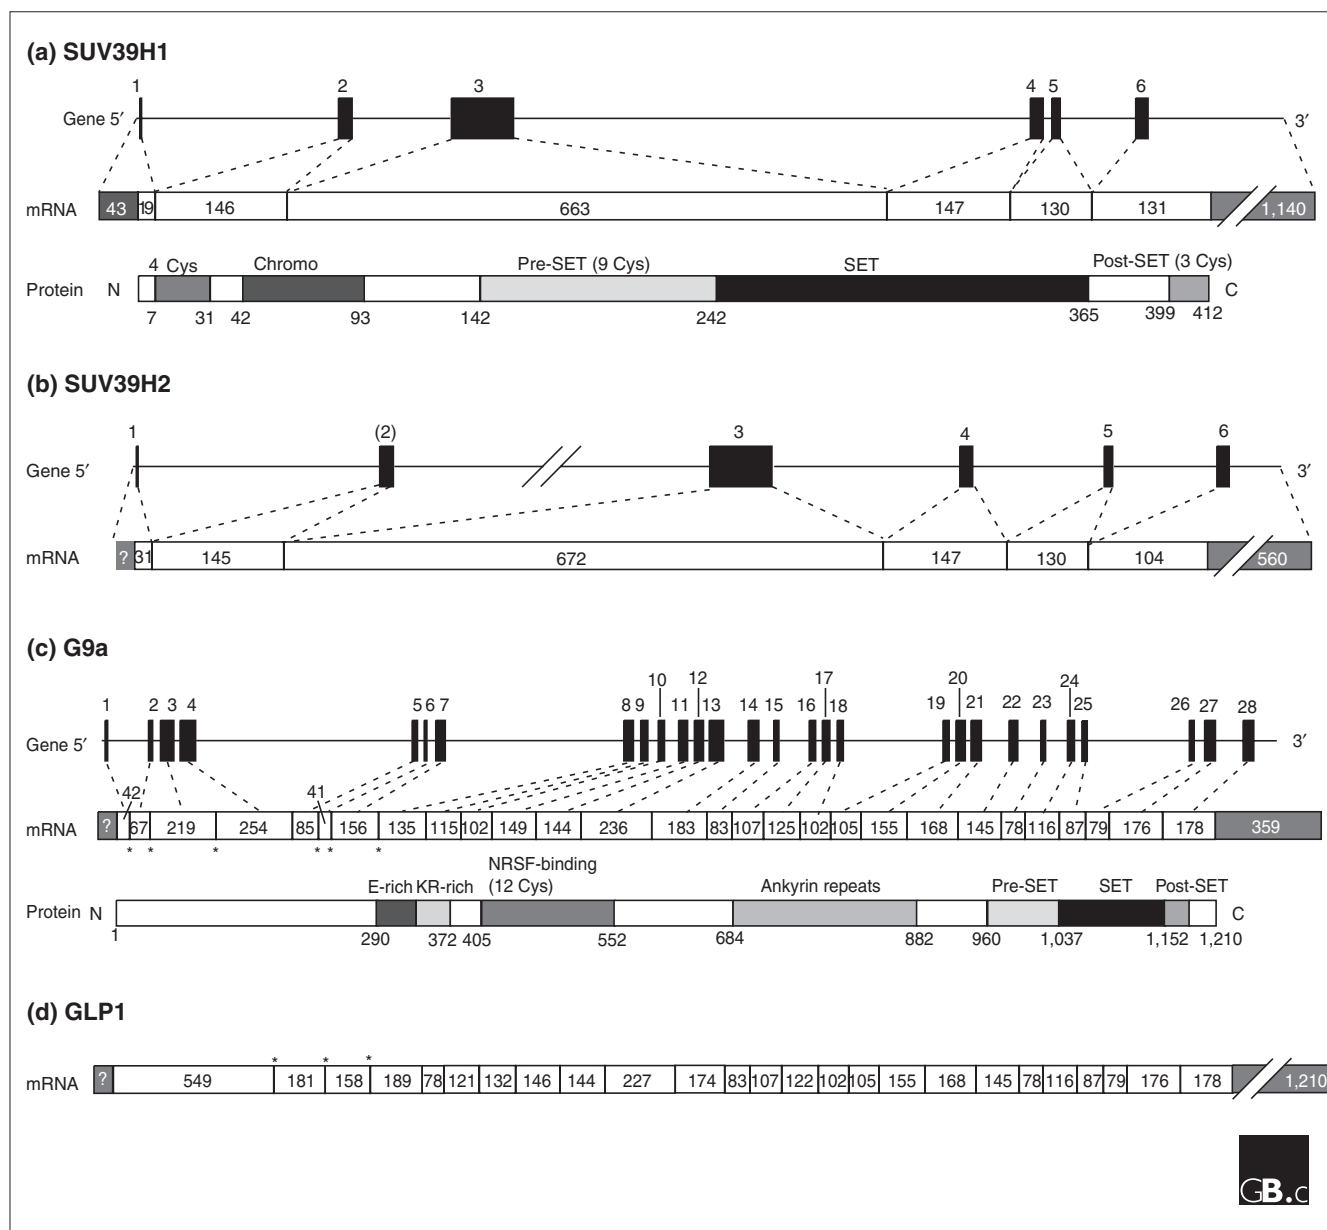 (a) SUV39H1
1 2 3 4 5 6
Gene 5′ 3′
mRNA 43 19 146 663 147 130 131 1,140
4 Cys Chromo Pre-SET (9 Cys) SET Post-SET (3 Cys)
Protein N C
7 31 42 93 142 242 365 399 412
(b) SUV39H2
1 (2) 3 4 5 6
Gene 5′ 3′
mRNA ? 31 145 672 147 130 104 560
(c) G9a
10 12 17 20 24
1 2 3 4 5 6 7 8 9 11 13 14 15 16 18 19 21 22 23 25 26 27 28
Gene 5′ 3′
42 41
mRNA ? 67 219 254 85 156 135 115 102 149 144 236 183 83 107 125 102 105 155 168 145 78 116 87 79 176 178 359
* * * * * *
NRSF-binding
E-rich KR-rich (12 Cys) Ankyrin repeats Pre-SET SET Post-SET
Protein N C
1 290 372 405 552 684 882 960 1,037 1,152 1,210
(d) GLP1
* * *
mRNA ? 549 181 158 189 78 121 132 146 144 227 174 83 107 122 102 105 155 168 145 78 116 87 79 176 178 1,210
GB.c